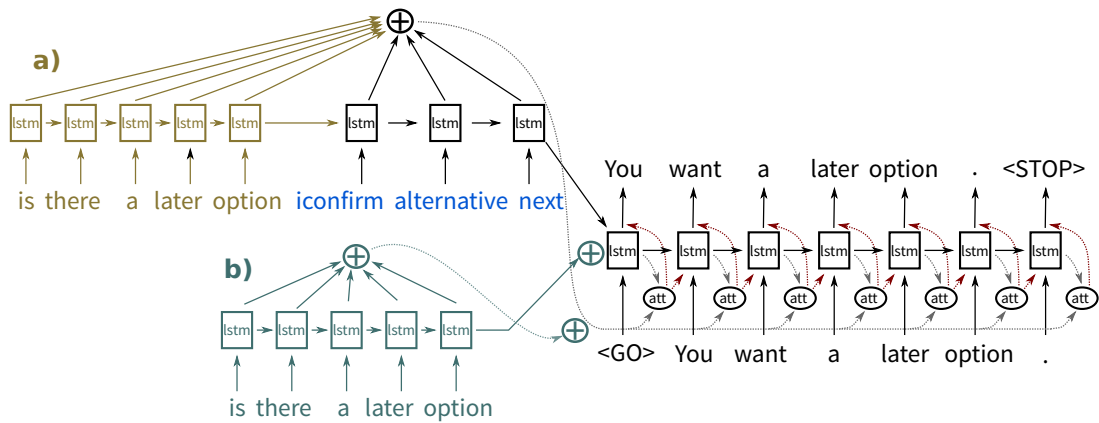 a)
lstm lstm lstm lstm lstm lstm lstm lstm
is there a later option iconfirm alternative next
You want a later option . <STOP>
lstm lstm lstm lstm lstm lstm lstm
att att att att att att att
<GO> You want a later option .
b)
lstm lstm lstm lstm lstm
is there a later option